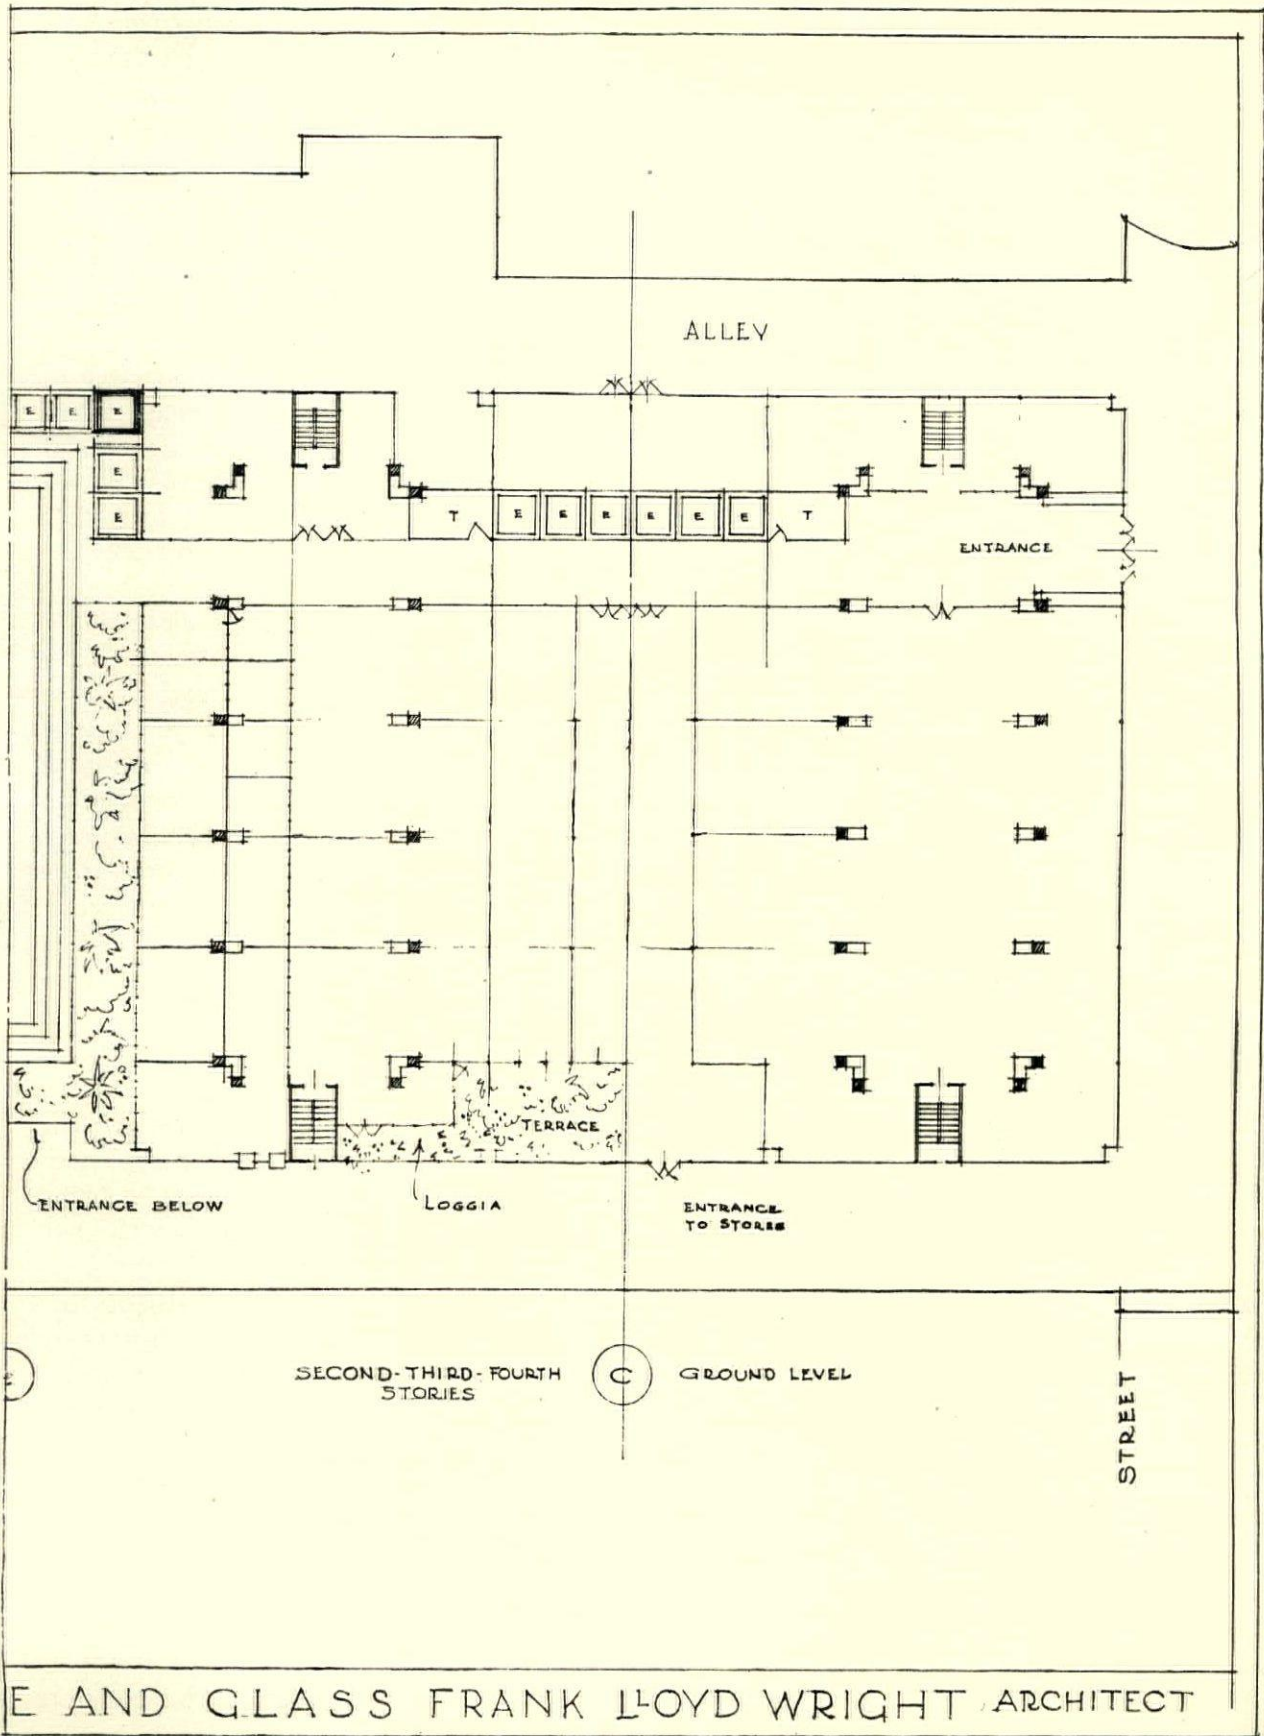 ALLEY
E E E
E
E
T E E E E E E T
ENTRANCE
TERRACE
ENTRANCE BELOW
LOGGIA
ENTRANCE
TO STORES
SECOND-THIRD-FOURTH
STORIES
C
GROUND LEVEL
STREET
E AND GLASS FRANK LLOYD WRIGHT ARCHITECT